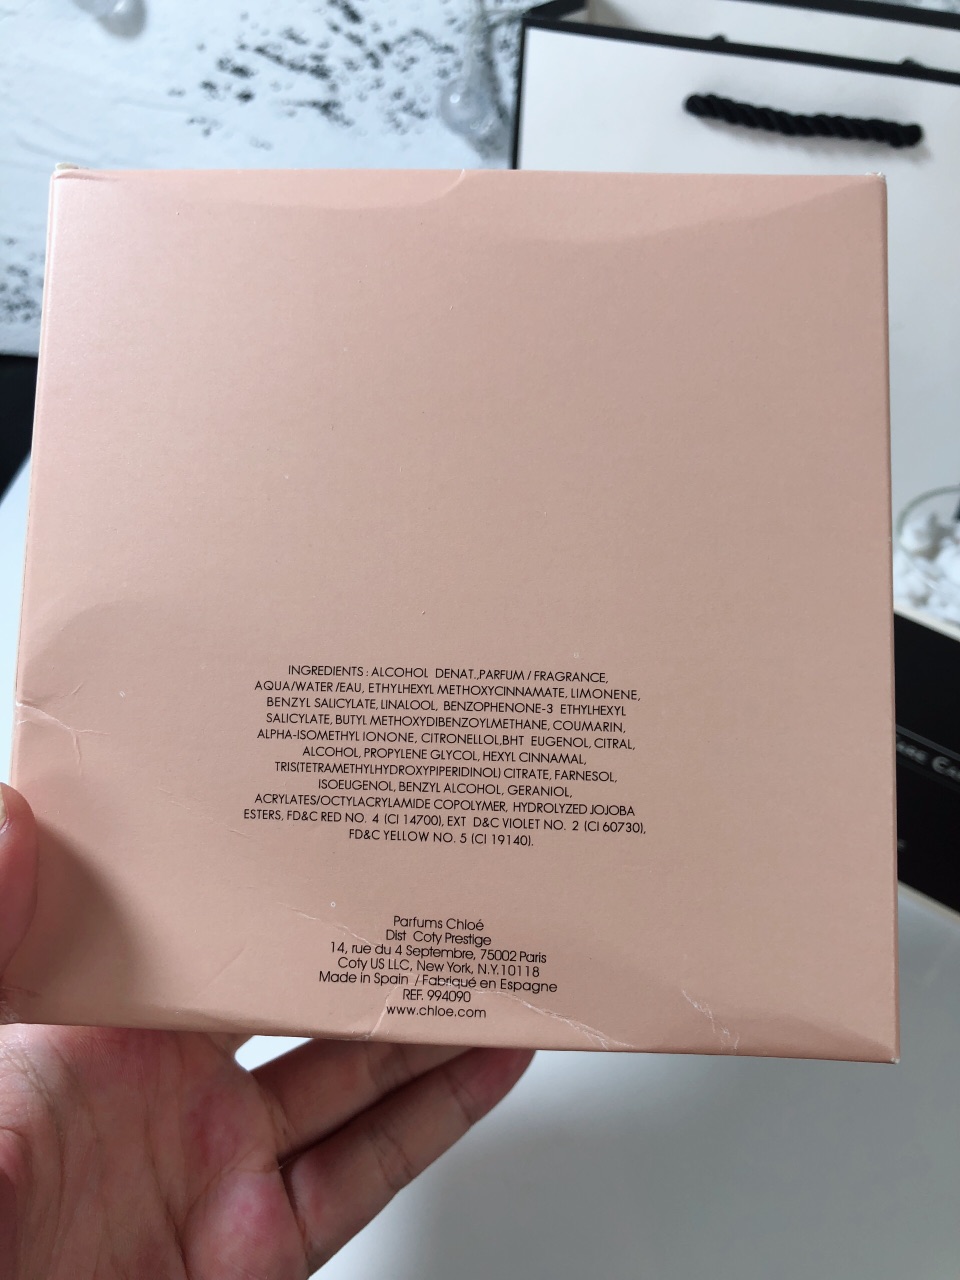 INGREDIENTS : ALCOHOL DENAT.,PARFUM / FRAGRANCE,
AQUA/WATER /EAU, ETHYLHEXYL METHOXYCINNAMATE, LIMONENE,
BENZYL SALICYLATE, LINALOOL, BENZOPHENONE-3 ETHYLHEXYL
SALICYLATE, BUTYL METHOXYDIBENZOYLMETHANE, COUMARIN,
ALPHA-ISOMETHYL IONONE, CITRONELLOL,BHT EUGENOL, CITRAL,
ALCOHOL, PROPYLENE GLYCOL, HEXYL CINNAMAL,
TRIS(TETRAMETHYLHYDROXYPIPERIDINOL) CITRATE, FARNESOL,
ISOEUGENOL, BENZYL ALCOHOL, GERANIOL,
ACRYLATES/OCTYLACRYLAMIDE COPOLYMER, HYDROLYZED JOJOBA
ESTERS, FD&C RED NO. 4 (CI 14700), EXT D&C VIOLET NO. 2 (CI 60730),
FD&C YELLOW NO. 5 (CI 19140).
Parfums Chloé
Dist Coty Prestige
14, rue du 4 Septembre, 75002 Paris
Coty US LLC, New York, N.Y.10118
Made in Spain / Fabriqué en Espagne
REF. 994090
www.chloe.com